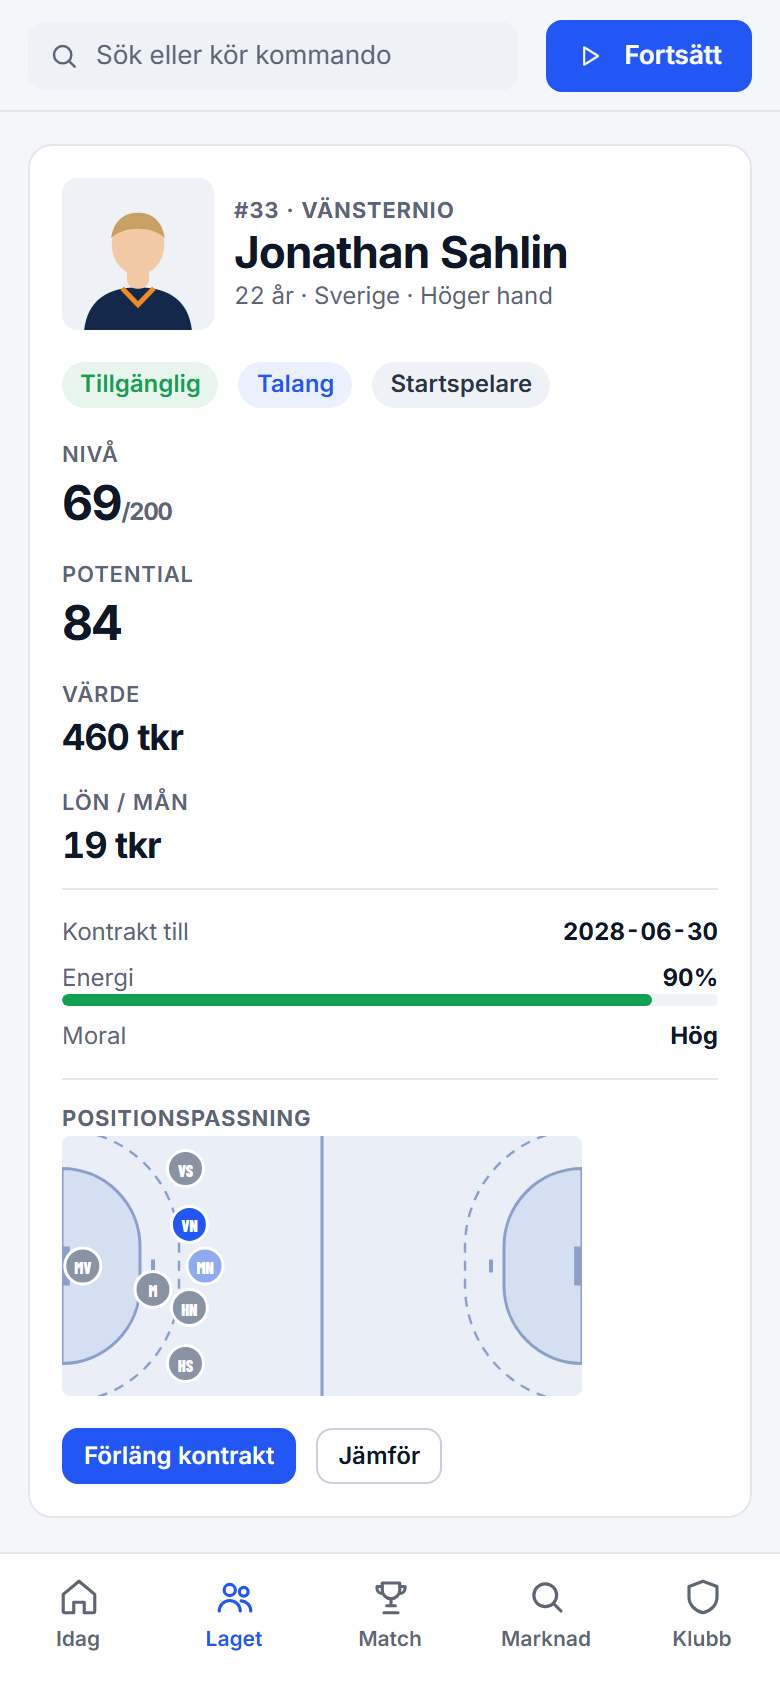 Sök eller kör kommando
Fortsätt
#33 · VÄNSTERNIO
Jonathan Sahlin
22 år · Sverige · Höger hand
Tillgänglig
Talang
Startspelare
NIVÅ
69/200
POTENTIAL
84
VÄRDE
460 tkr
LÖN / MÅN
19 tkr
Kontrakt till 2028-06-30
Energi 90%
Moral Hög
POSITIONSPASSNING
VS
VN
MV
MN
M
HN
HS
Förläng kontrakt
Jämför
Idag
Laget
Match
Marknad
Klubb